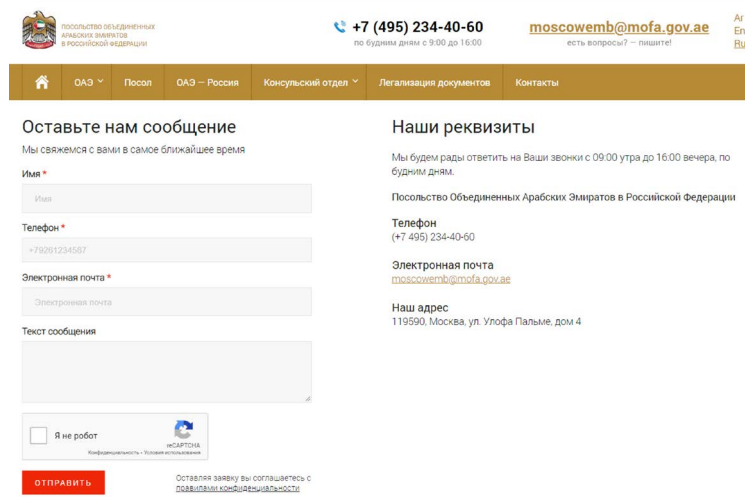 ПОСОЛЬСТВО ОБЪЕДИНЕННЫХ
АРАБСКИХ ЭМИРАТОВ
В РОССИЙСКОЙ ФЕДЕРАЦИИ
+7 (495) 234-40-60
по будним дням с 9:00 до 16:00
moscowemb@mofa.gov.ae
есть вопросы? — пишите!
Ar
En
Ru
ОАЭ
Посол
ОАЭ — Россия
Консульский отдел
Легализация документов
Контакты
Оставьте нам сообщение
Мы свяжемся с вами в самое ближайшее время
Имя *
Имя
Телефон *
+79261234567
Электронная почта *
Электронная почта
Текст сообщения
Я не робот
reCAPTCHA
Конфиденциальность - Условия использования
ОТПРАВИТЬ
Оставляя заявку вы соглашаетесь с
правилами конфиденциальности
Наши реквизиты
Мы будем рады ответить на Ваши звонки с 09:00 утра до 16:00 вечера, по
будним дням.
Посольство Объединенных Арабских Эмиратов в Российской Федерации
Телефон
(+7 495) 234-40-60
Электронная почта
moscowemb@mofa.gov.ae
Наш адрес
119590, Москва, ул. Улофа Пальме, дом 4